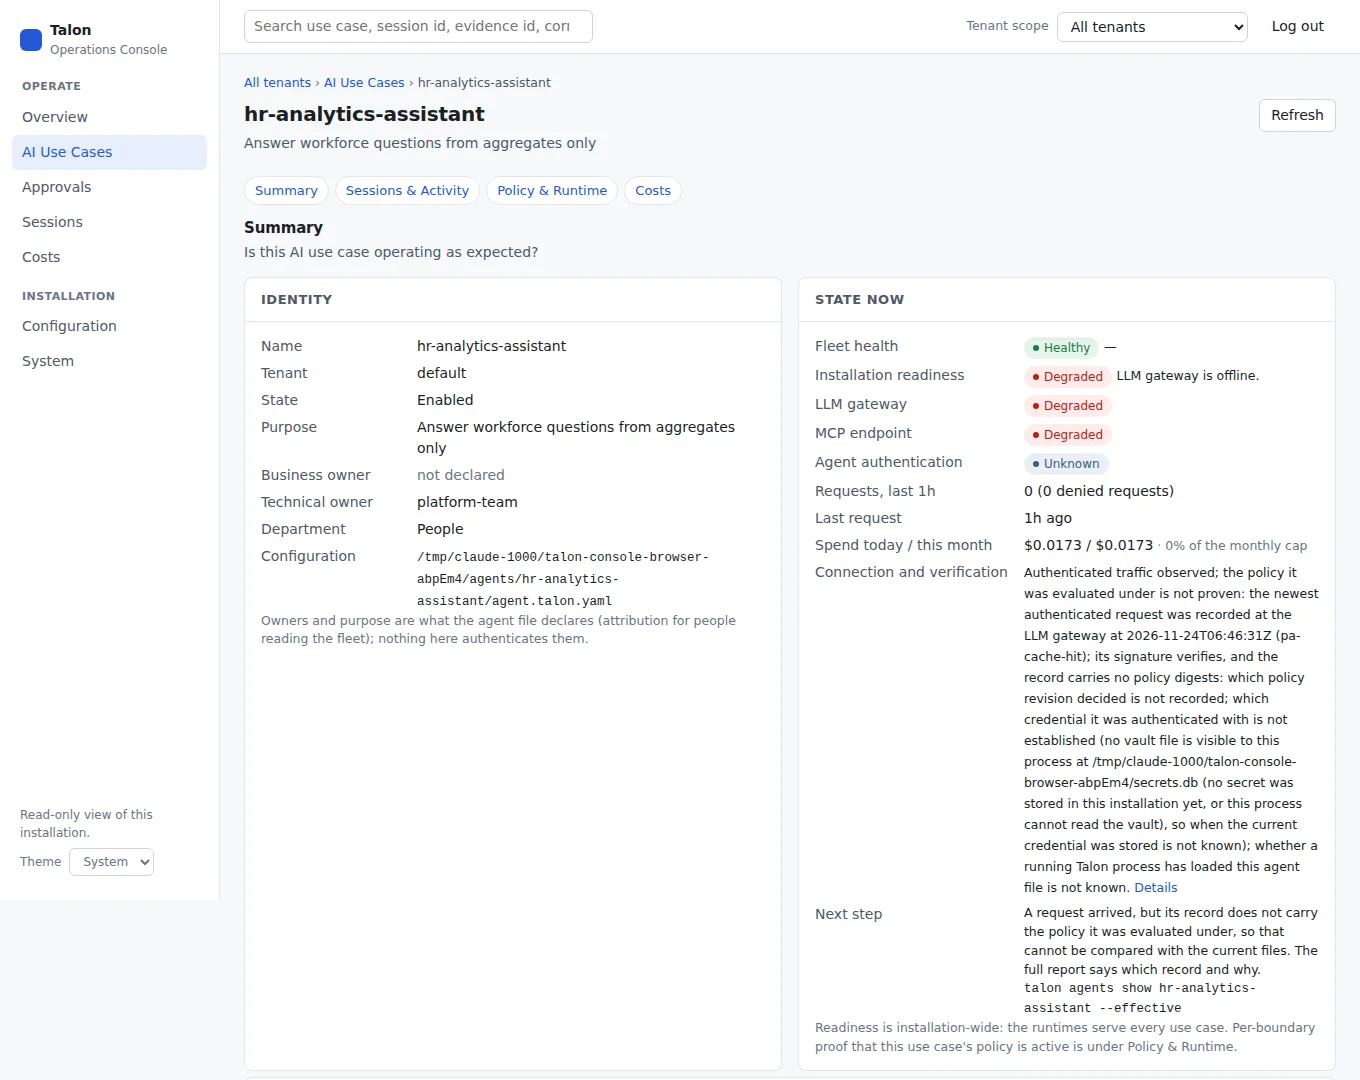 Talon
Operations Console
OPERATE
Overview
AI Use Cases
Approvals
Sessions
Costs
INSTALLATION
Configuration
System
Read-only view of this
installation.
Theme System
Search use case, session id, evidence id, corr
Tenant scope All tenants Log out
All tenants › AI Use Cases › hr-analytics-assistant
hr-analytics-assistant
Refresh
Answer workforce questions from aggregates only
Summary Sessions & Activity Policy & Runtime Costs
Summary
Is this AI use case operating as expected?
IDENTITY
Name hr-analytics-assistant
Tenant default
State Enabled
Purpose Answer workforce questions from aggregates
only
Business owner not declared
Technical owner platform-team
Department People
Configuration /tmp/claude-1000/talon-console-browser-
abpEm4/agents/hr-analytics-
assistant/agent.talon.yaml
Owners and purpose are what the agent file declares (attribution for people
reading the fleet); nothing here authenticates them.
STATE NOW
Fleet health Healthy —
Installation readiness Degraded LLM gateway is offline.
LLM gateway Degraded
MCP endpoint Degraded
Agent authentication Unknown
Requests, last 1h 0 (0 denied requests)
Last request 1h ago
Spend today / this month $0.0173 / $0.0173 · 0% of the monthly cap
Connection and verification Authenticated traffic observed; the policy it
was evaluated under is not proven: the newest
authenticated request was recorded at the
LLM gateway at 2026-11-24T06:46:31Z (pa-
cache-hit); its signature verifies, and the
record carries no policy digests: which policy
revision decided is not recorded; which
credential it was authenticated with is not
established (no vault file is visible to this
process at /tmp/claude-1000/talon-console-
browser-abpEm4/secrets.db (no secret was
stored in this installation yet, or this process
cannot read the vault), so when the current
credential was stored is not known); whether a
running Talon process has loaded this agent
file is not known. Details
Next step A request arrived, but its record does not carry
the policy it was evaluated under, so that
cannot be compared with the current files. The
full report says which record and why.
talon agents show hr-analytics-
assistant --effective
Readiness is installation-wide: the runtimes serve every use case. Per-boundary
proof that this use case's policy is active is under Policy & Runtime.